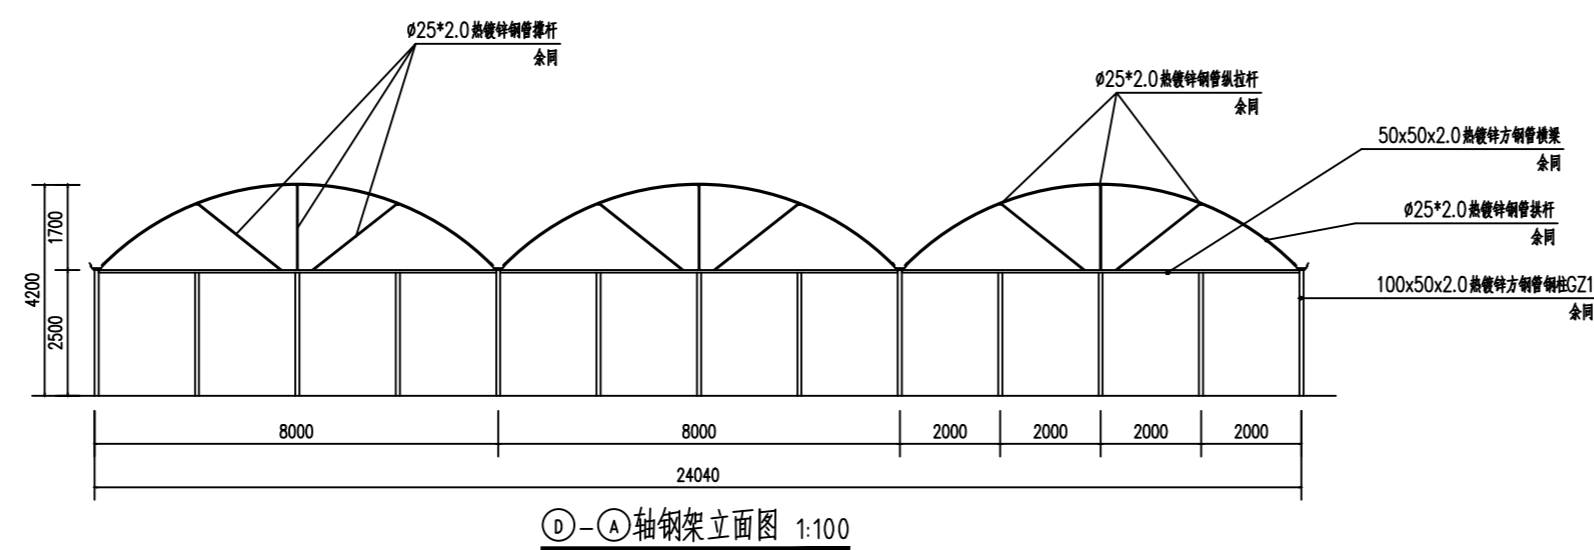 ø25*2.0热镀锌钢管撑杆
余同
ø25*2.0热镀锌钢管纵拉杆
余同
50x50x2.0热镀锌方钢管横梁
余同
ø25*2.0热镀锌钢管拱杆
余同
100x50x2.0热镀锌方钢管钢柱GZ1
余同
1700
4200
2500
8000 8000 2000 2000 2000 2000
24040
D-A轴钢架立面图 1:100